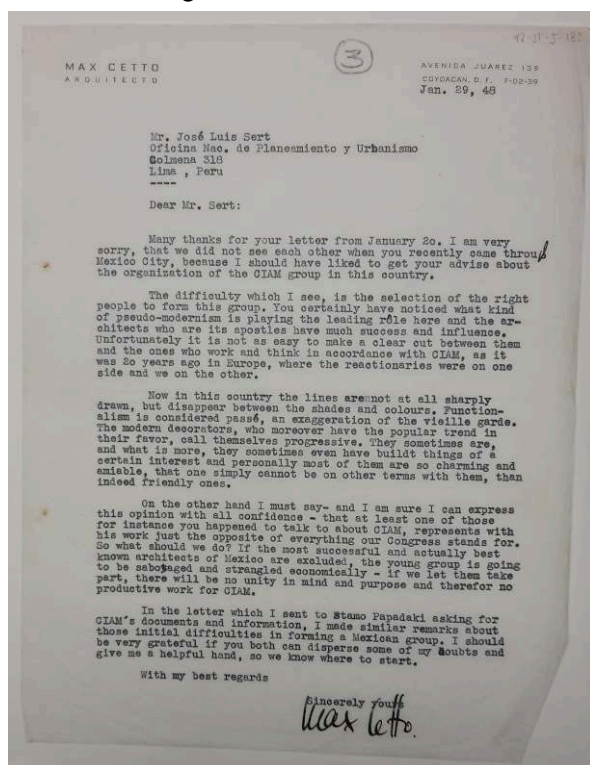 3
MAX CETTO
ARQUITECTO
AVENIDA JUAREZ 139
COYOACAN, D. F. 7-02-39
Jan. 29, 48
Mr. José Luis Sert
Oficina Nac. de Planeamiento y Urbanismo
Colmena 318
Lima , Peru
----
Dear Mr. Sert:
Many thanks for your letter from January 2o. I am very
sorry, that we did not see each other when you recently came throug
Mexico City, because I should have liked to get your advise about
the organization of the CIAM group in this country.
The difficulty which I see, is the selection of the right
people to form this group. You certainly have noticed what kind
of pseudo-modernism is playing the leading rôle here and the ar-
chitects who are its apostles have much success and influence.
Unfortunately it is not as easy to make a clear cut between them
and the ones who work and think in accordance with CIAM, as it
was 2o years ago in Europe, where the reactionaries were on one
side and we on the other.
Now in this country the lines arennot at all sharply
drawn, but disappear between the shades and colours. Function-
alism is considered passé, an exaggeration of the vieille garde.
The modern decorators, who moreover have the popular trend in
their favor, call themselves progressive. They sometimes are,
and what is more, they sometimes even have buildt things of a
certain interest and personally most of them are so charming and
amiable, that one simply cannot be on other terms with them, than
indeed friendly ones.
On the other hand I must say- and I am sure I can express
this opinion with all confidence - that at least one of those
for instance you happened to talk to about CIAM, represents with
his work just the opposite of everything our Congress stands for.
So what should we do? If the most successful and actually best
known architects of Mexico are excluded, the young group is going
to be sabotaged and strangled economically - if we let them take
part, there will be no unity in mind and purpose and therefor no
productive work for CIAM.
In the letter which I sent to Stamo Papadaki asking for
CIAM's documents and information, I made similar remarks about
those initial difficulties in forming a Mexican group. I should
be very grateful if you both can disperse some of my doubts and
give me a helpful hand, so we know where to start.
With my best regards
Sincerely yours
Max Cetto.